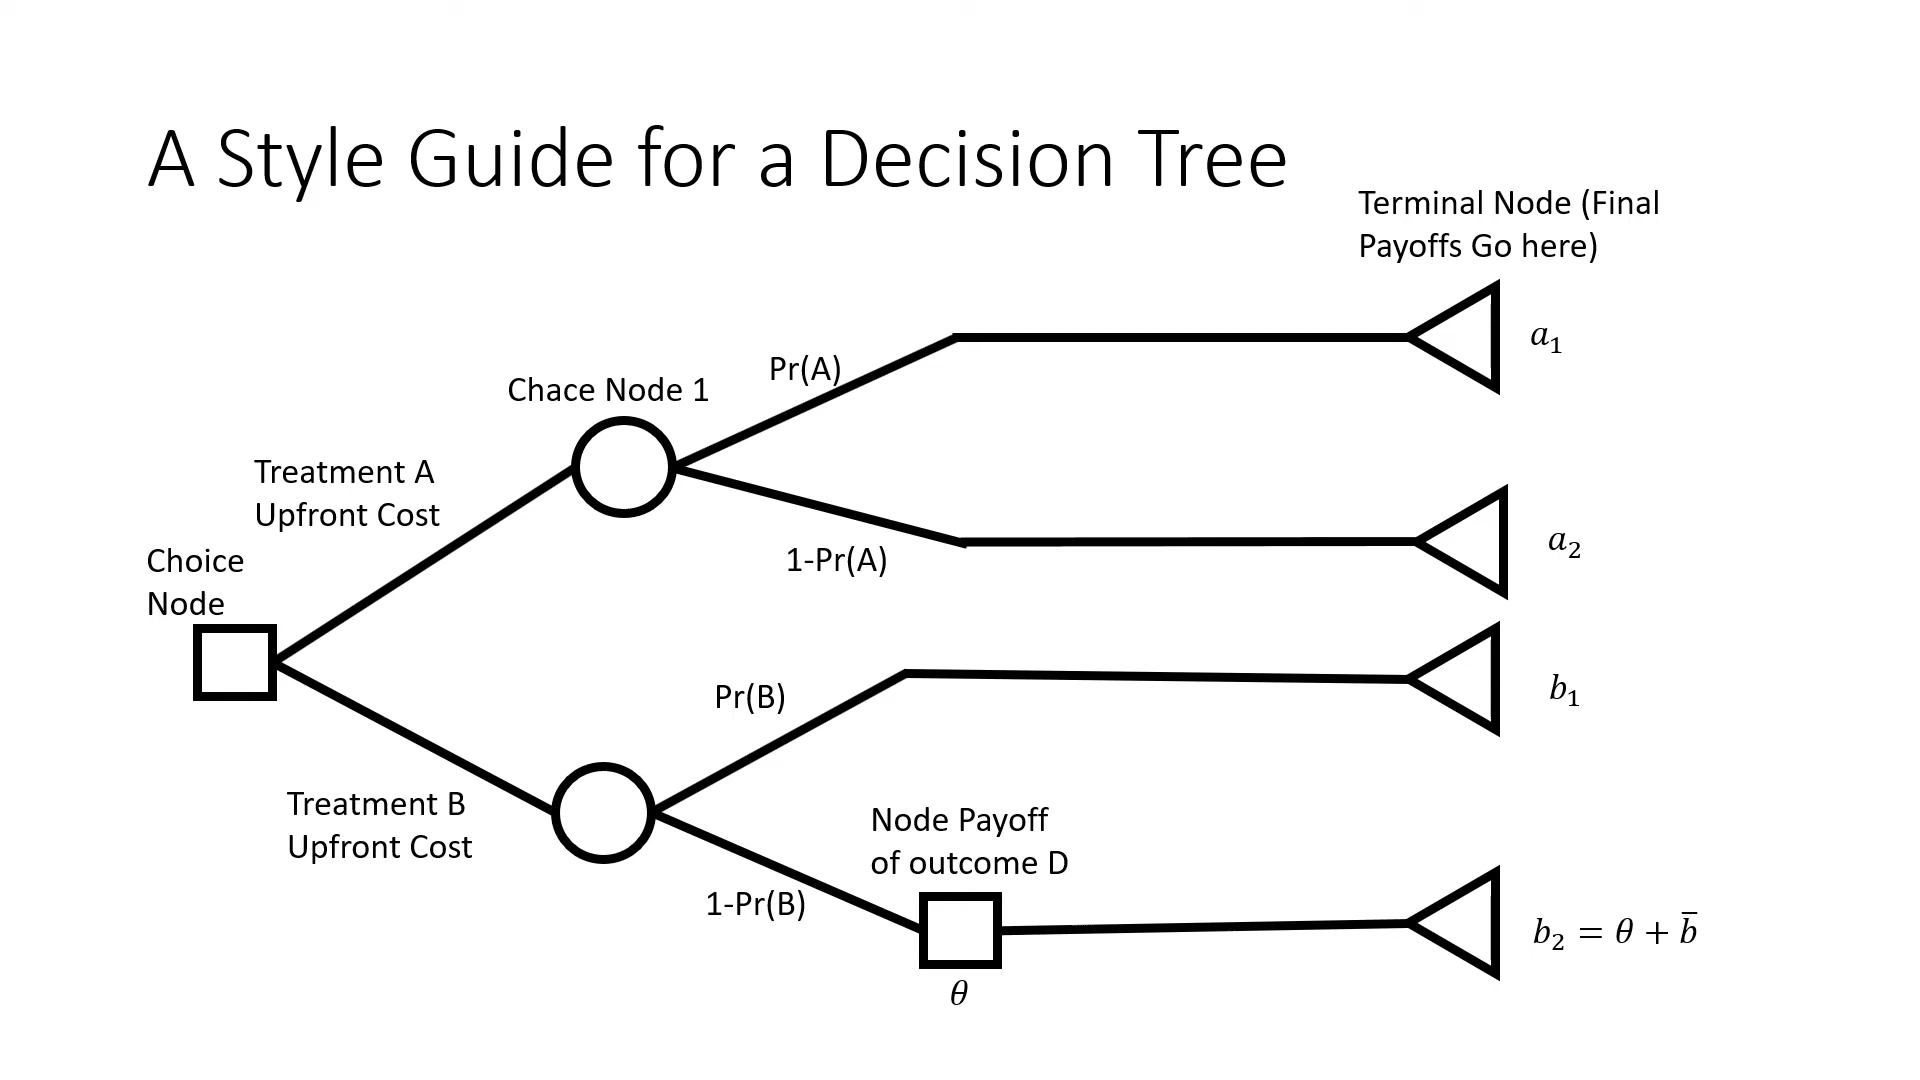 A Style Guide for a Decision Tree
Terminal Node (Final
Payoffs Go here)
a₁
Pr(A)
Chace Node 1
Treatment A
Upfront Cost
1-Pr(A)
a₂
Choice
Node
Pr(B)
b₁
Treatment B
Upfront Cost
Node Payoff
of outcome D
1-Pr(B)
b₂ = θ + b̄
θ